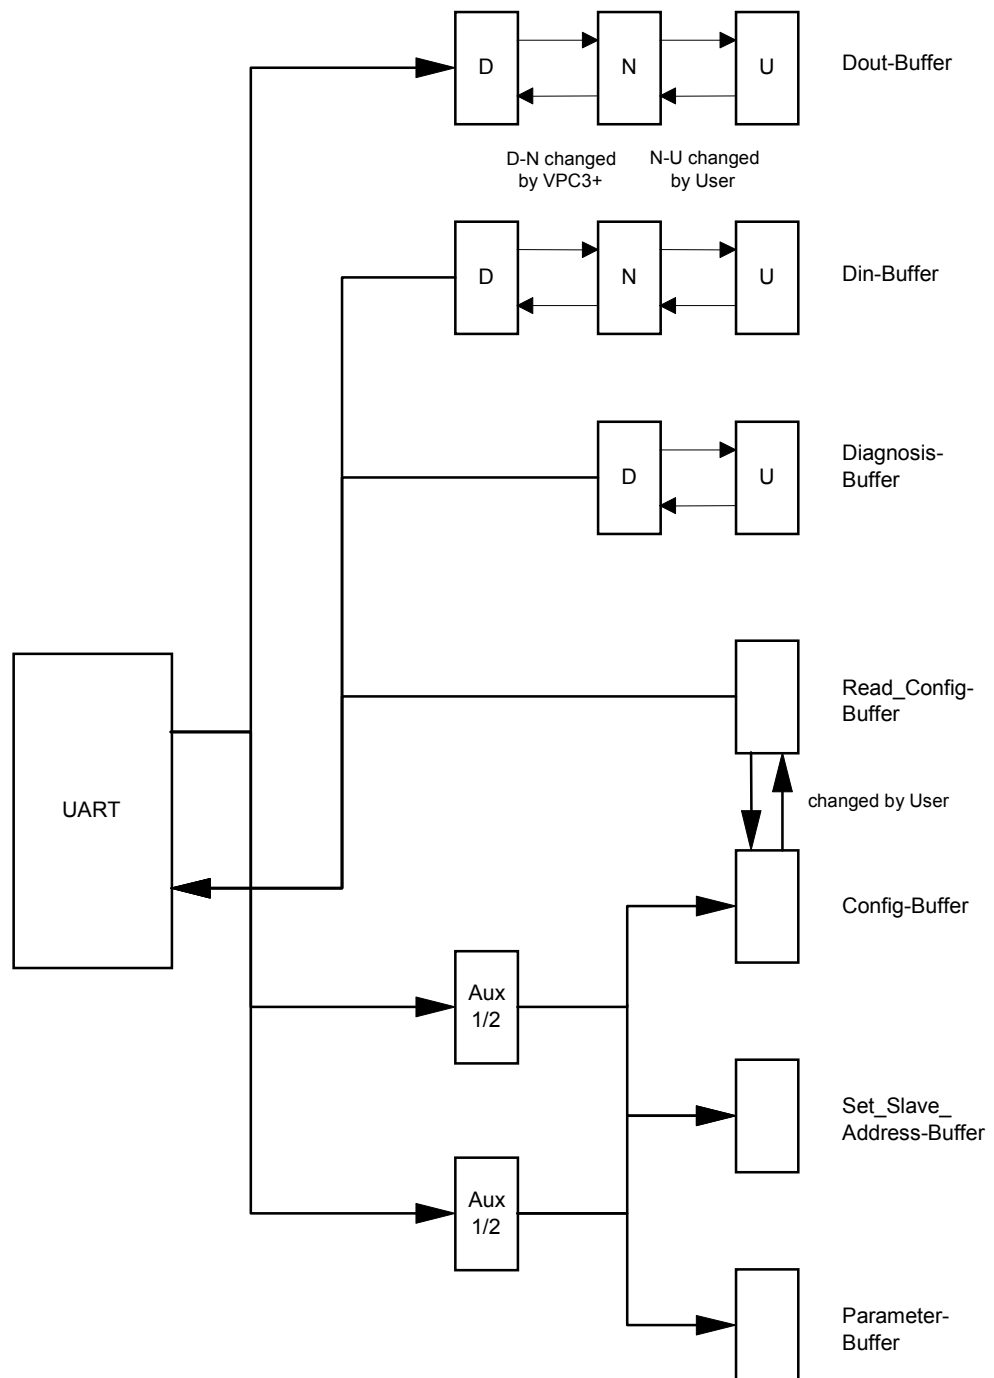 D
N
U
Dout-Buffer
D-N changed
by VPC3+
N-U changed
by User
D
N
U
Din-Buffer
D
U
Diagnosis-
Buffer
Read_Config-
Buffer
changed by User
UART
Config-Buffer
Aux
1/2
Set_Slave_
Address-Buffer
Aux
1/2
Parameter-
Buffer